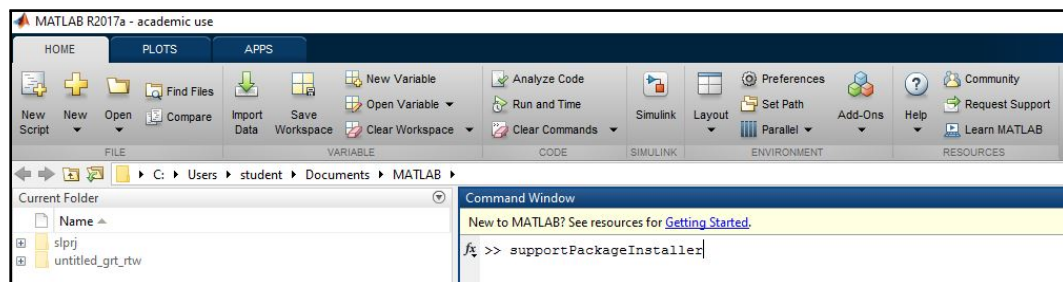 MATLAB R2017a - academic use
HOME PLOTS APPS
New Script
New
Open
Find Files
Compare
FILE
Import Data
Save Workspace
New Variable
Open Variable
Clear Workspace
VARIABLE
Analyze Code
Run and Time
Clear Commands
CODE
Simulink
SIMULINK
Layout
Preferences
Set Path
Parallel
Add-Ons
ENVIRONMENT
Help
Community
Request Support
Learn MATLAB
RESOURCES
C: Users student Documents MATLAB
Current Folder
Name
slprj
untitled_grt_rtw
Command Window
New to MATLAB? See resources for Getting Started.
fx >> supportPackageInstaller